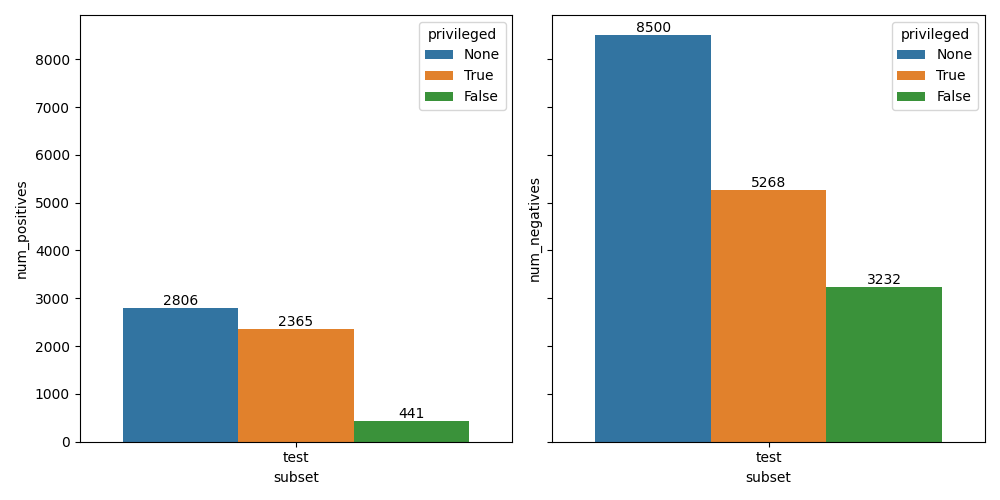 privileged
None
True
False
8000
7000
6000
5000
4000
3000
2000
1000
0
num_positives
2806
2365
441
test
subset
privileged
None
True
False
num_negatives
8500
5268
3232
test
subset